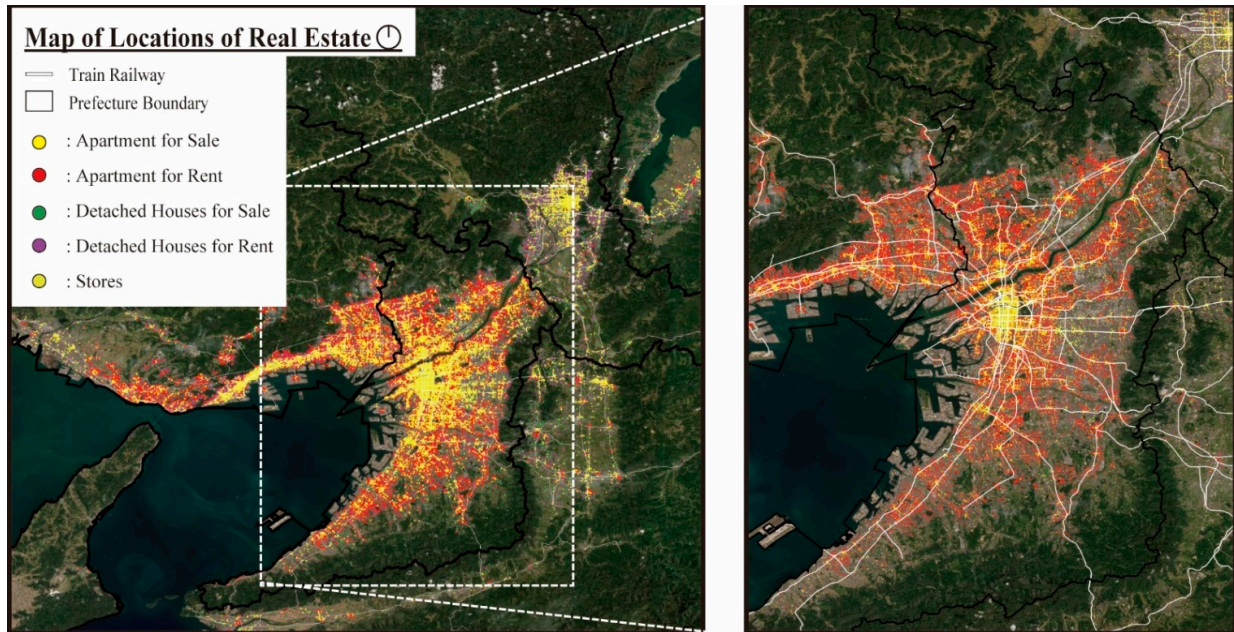 Map of Locations of Real Estate
Train Railway
Prefecture Boundary
: Apartment for Sale
: Apartment for Rent
: Detached Houses for Sale
: Detached Houses for Rent
: Stores